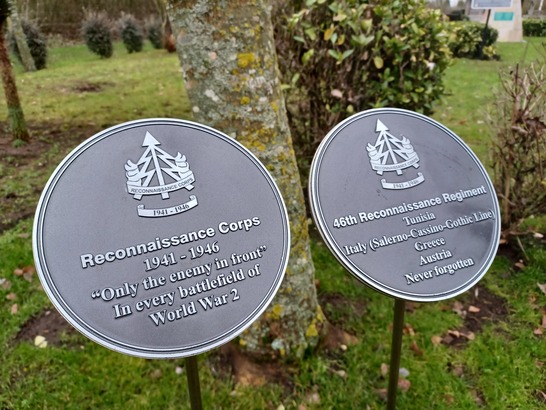 RECONNAISSANCE CORPS
1941 - 1946
Reconnaissance Corps
1941 - 1946
“Only the enemy in front”
In every battlefield of
World War 2
1941 - 1946
46th Reconnaissance Regiment
Tunisia
Italy (Salerno-Cassino-Gothic Line)
Greece
Austria
Never forgotten